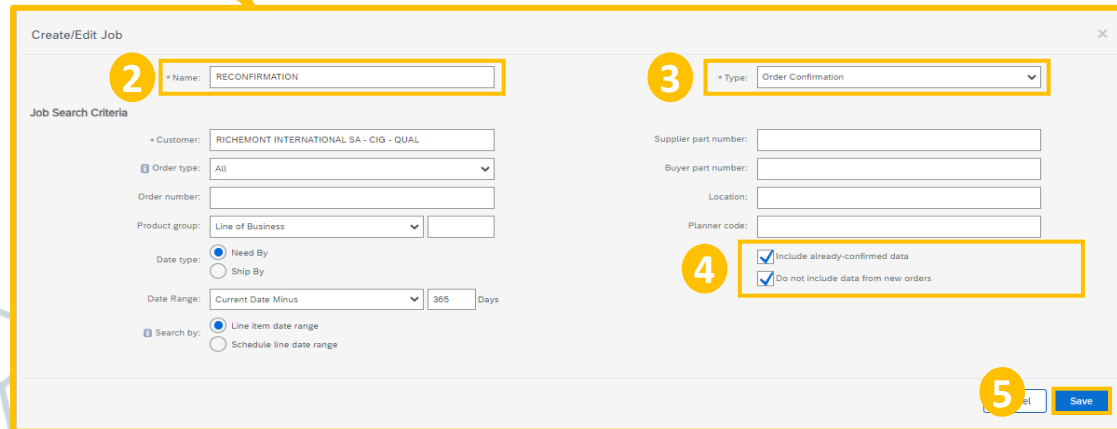 Create/Edit Job ×
2 * Name: RECONFIRMATION
3 * Type: Order Confirmation
Job Search Criteria
* Customer: RICHEMONT INTERNATIONAL SA - CIG - QUAL
Supplier part number:
Order type: All
Buyer part number:
Order number:
Location:
Product group: Line of Business
Planner code:
Date type: Need By
Ship By
4 Include already-confirmed data
Do not include data from new orders
Date Range: Current Date Minus 365 Days
Search by: Line item date range
Schedule line date range
5 Save